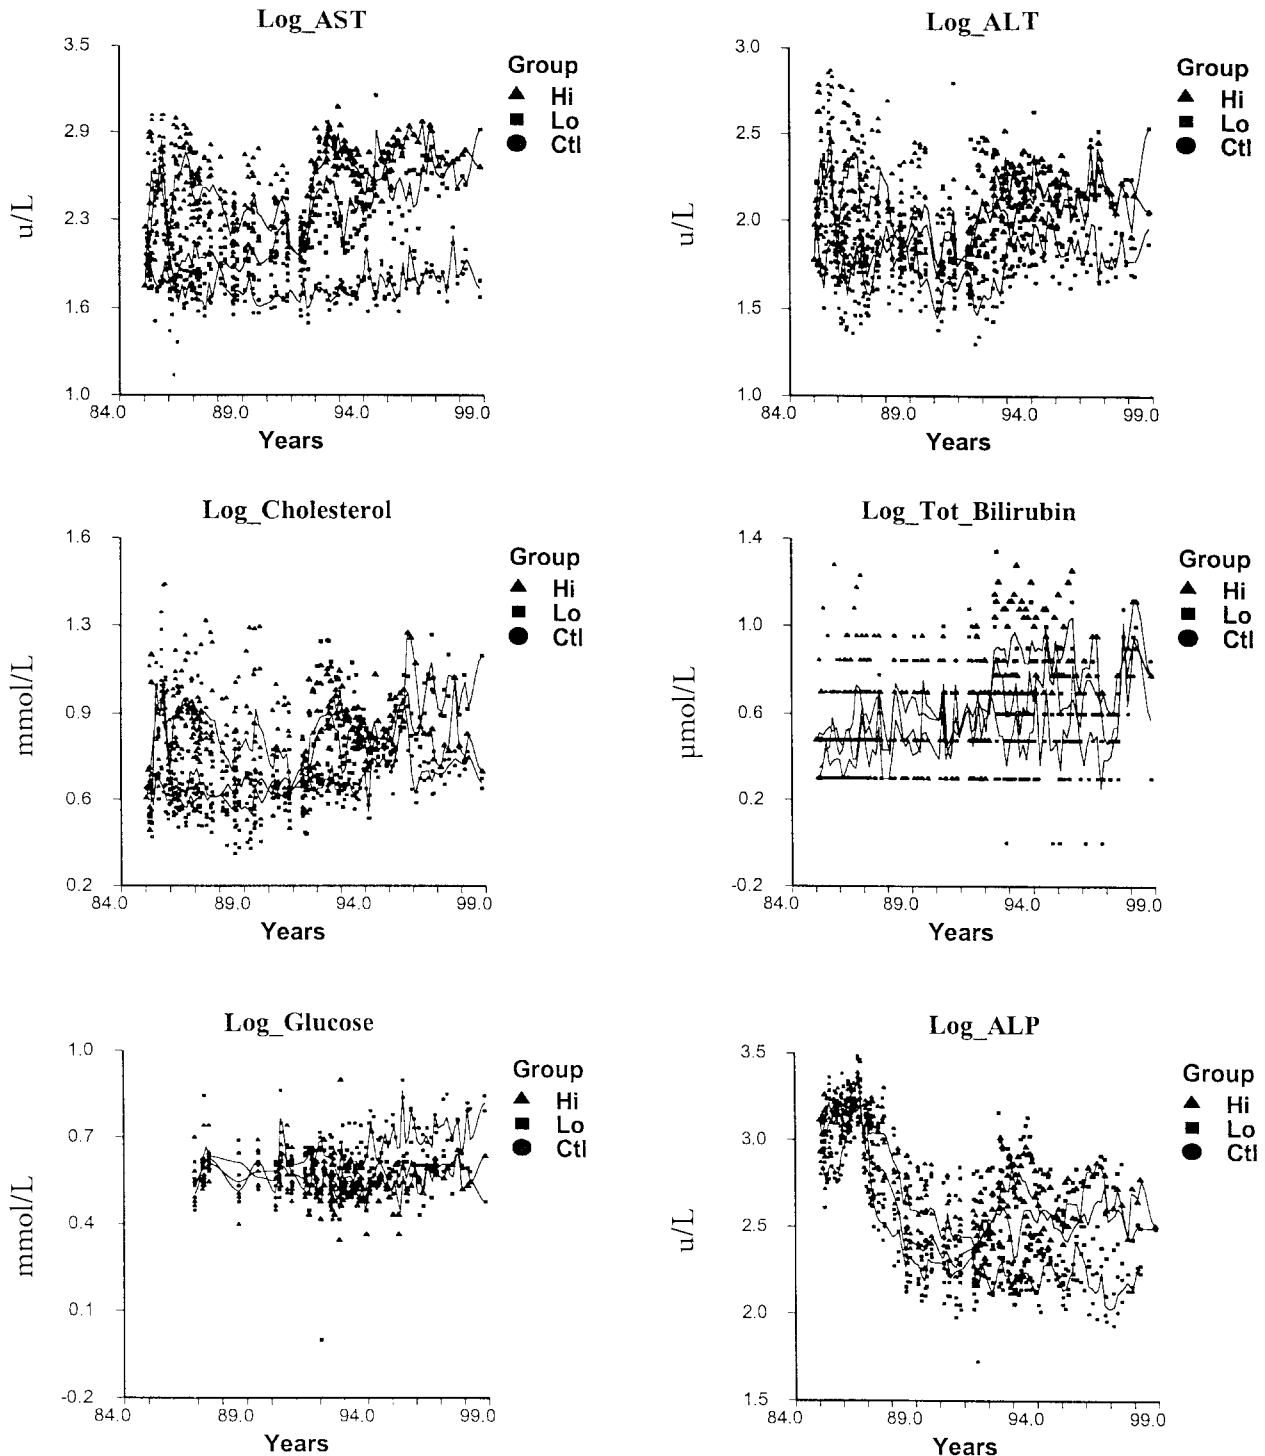 Log_AST
3.5
2.9
2.3
1.6
1.0
u/L
84.0 89.0 94.0 99.0
Years
Group
Hi
Lo
Ctl
Log_ALT
3.0
2.5
2.0
1.5
1.0
u/L
84.0 89.0 94.0 99.0
Years
Group
Hi
Lo
Ctl
Log_Cholesterol
1.6
1.3
0.9
0.6
0.2
mmol/L
84.0 89.0 94.0 99.0
Years
Group
Hi
Lo
Ctl
Log_Tot_Bilirubin
1.4
1.0
0.6
0.2
-0.2
µmol/L
84.0 89.0 94.0 99.0
Years
Group
Hi
Lo
Ctl
Log_Glucose
1.0
0.7
0.4
0.1
-0.2
mmol/L
84.0 89.0 94.0 99.0
Years
Group
Hi
Lo
Ctl
Log_ALP
3.5
3.0
2.5
2.0
1.5
u/L
84.0 89.0 94.0 99.0
Years
Group
Hi
Lo
Ctl